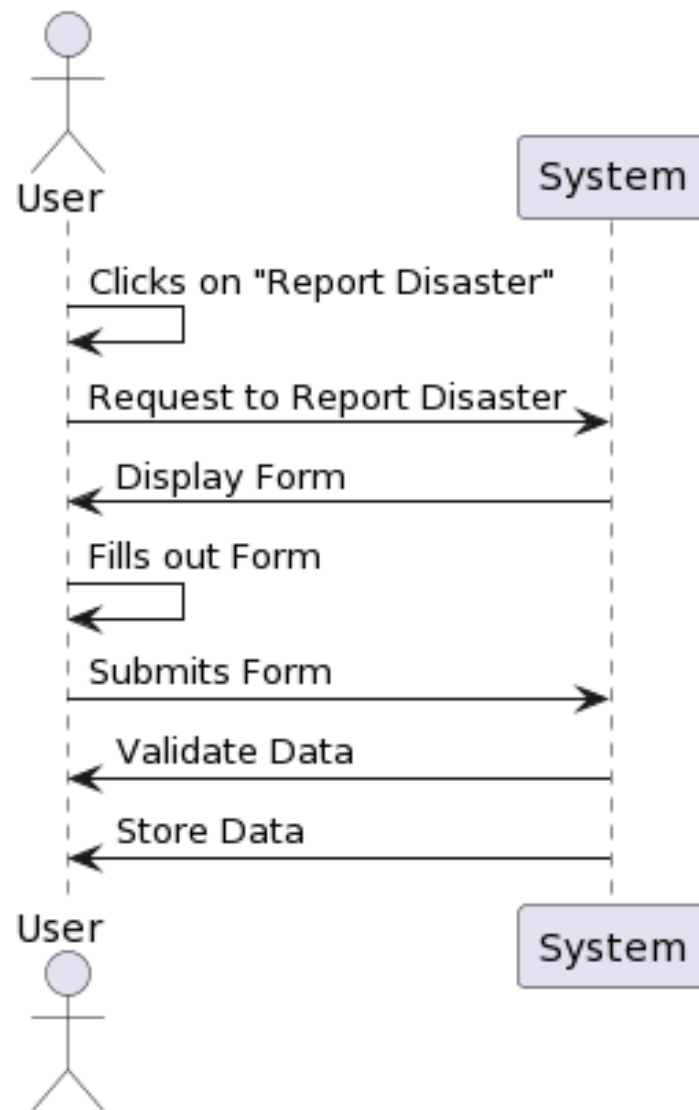 User
System
Clicks on "Report Disaster"
Request to Report Disaster
Display Form
Fills out Form
Submits Form
Validate Data
Store Data
User
System